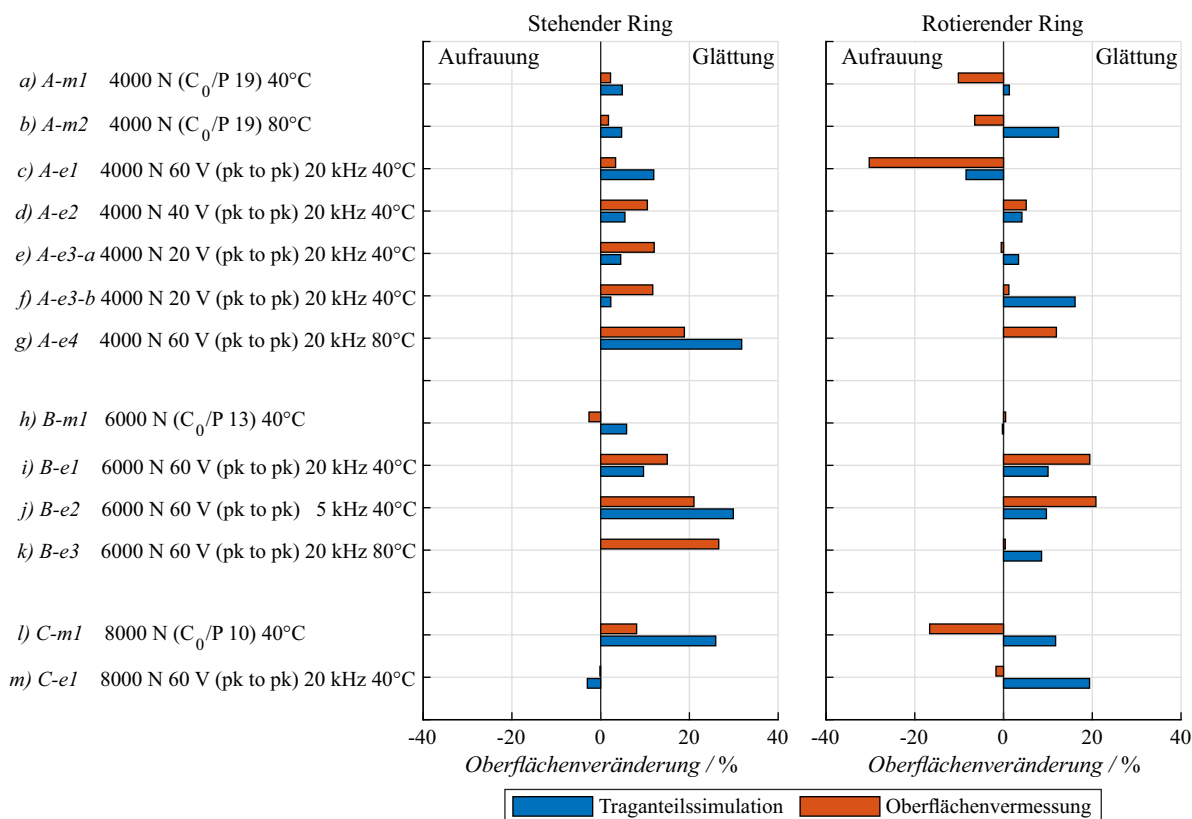 Stehender Ring
Rotierender Ring
Aufrauung Glättung
Aufrauung Glättung
a) A-m1 4000 N (C0/P 19) 40°C
b) A-m2 4000 N (C0/P 19) 80°C
c) A-e1 4000 N 60 V (pk to pk) 20 kHz 40°C
d) A-e2 4000 N 40 V (pk to pk) 20 kHz 40°C
e) A-e3-a 4000 N 20 V (pk to pk) 20 kHz 40°C
f) A-e3-b 4000 N 20 V (pk to pk) 20 kHz 40°C
g) A-e4 4000 N 60 V (pk to pk) 20 kHz 80°C
h) B-m1 6000 N (C0/P 13) 40°C
i) B-e1 6000 N 60 V (pk to pk) 20 kHz 40°C
j) B-e2 6000 N 60 V (pk to pk) 5 kHz 40°C
k) B-e3 6000 N 60 V (pk to pk) 20 kHz 80°C
l) C-m1 8000 N (C0/P 10) 40°C
m) C-e1 8000 N 60 V (pk to pk) 20 kHz 40°C
-40 -20 0 20 40
-40 -20 0 20 40
Oberflächenveränderung / %
Oberflächenveränderung / %
Traganteilssimulation Oberflächenvermessung